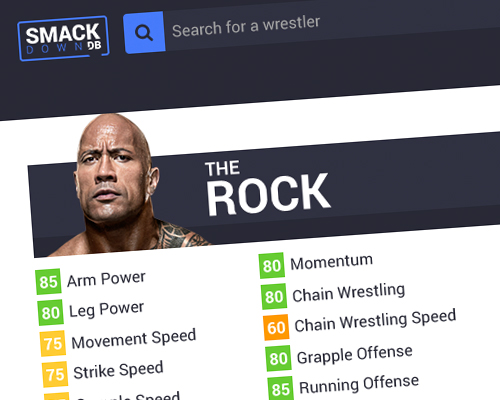 SMACK
DOWN DB
Search for a wrestler
THE
ROCK
85 Arm Power
80 Leg Power
75 Movement Speed
75 Strike Speed
Speed
80 Momentum
80 Chain Wrestling
60 Chain Wrestling Speed
80 Grapple Offense
85 Running Offense